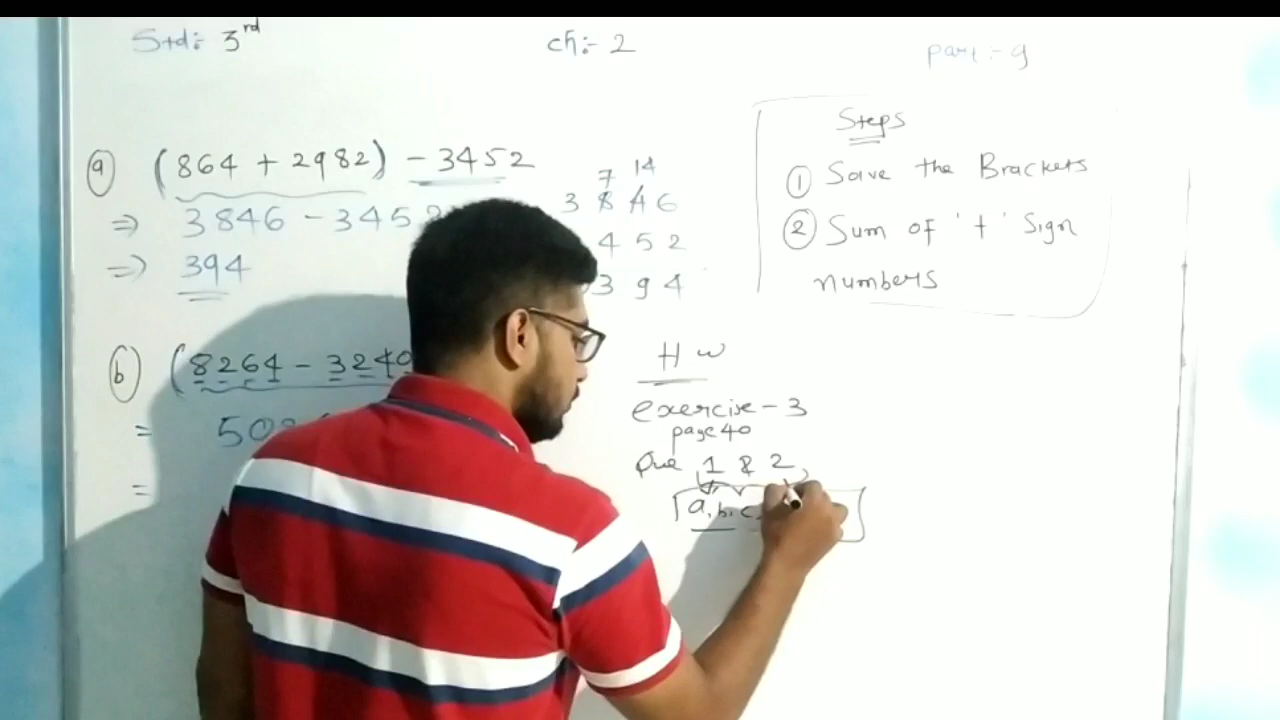 Std:- 3rd
ch:- 2
part:- 9
a (864 + 2982) - 3452
⇒ 3846 - 3452
⇒ 394
7 14
3 8 4 6
4 5 2
3 9 4
Steps
1 Solve the Brackets
2 Sum of '+' Sign
numbers
b (8264 - 3240
= 50
=
H W
exercise - 3
page 40
Que 1 & 2
a, b, c,